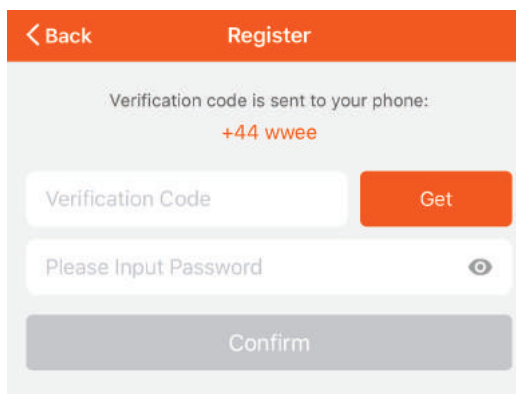 Back
Register
Verification code is sent to your phone:
+44 wwee
Verification Code
Get
Please Input Password
Confirm